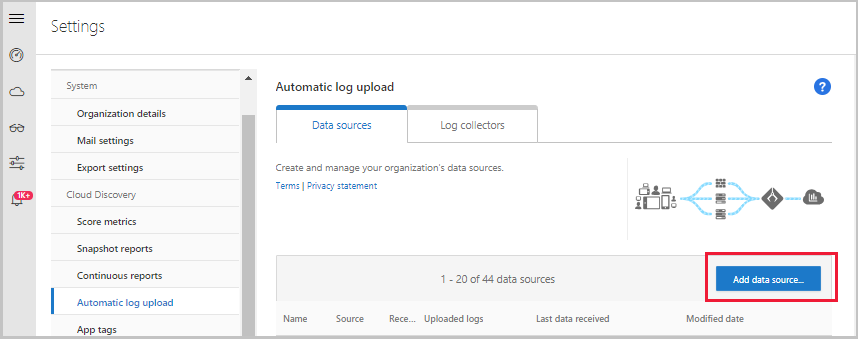 Settings
System
Organization details
Mail settings
Export settings
Cloud Discovery
Score metrics
Snapshot reports
Continuous reports
Automatic log upload
App tags
1K+
Automatic log upload
?
Data sources
Log collectors
Create and manage your organization's data sources.
Terms | Privacy statement
1 - 20 of 44 data sources
Add data source...
Name Source Rece... Uploaded logs Last data received Modified date